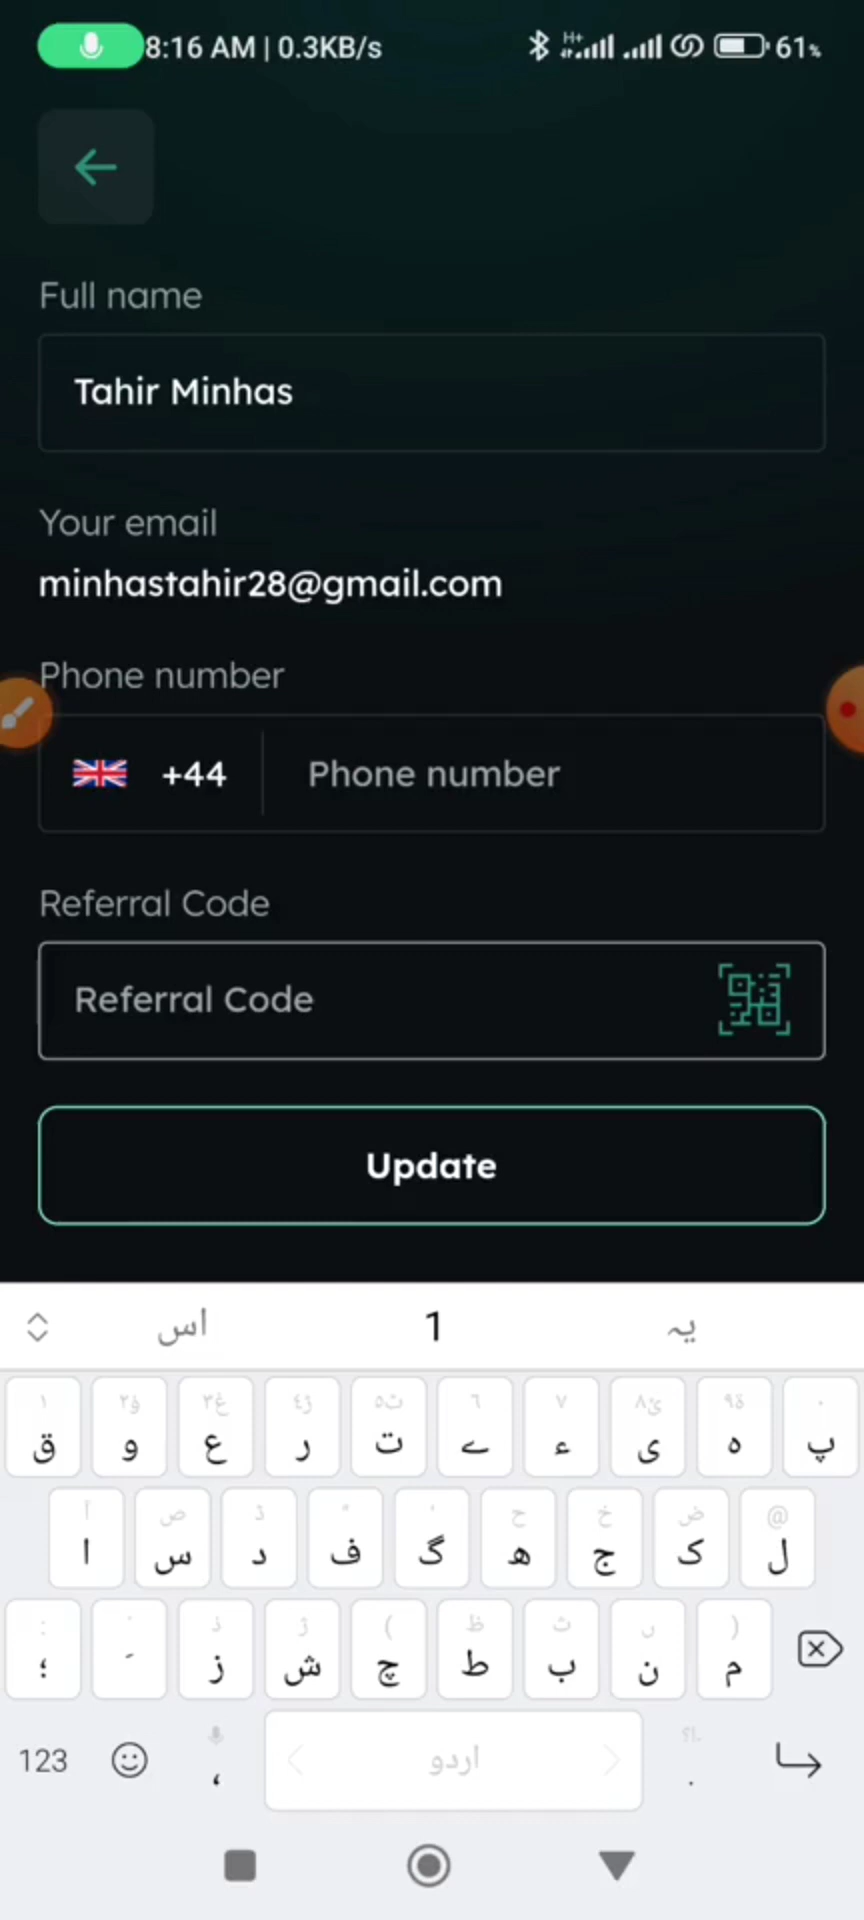 8:16 AM | 0.3KB/s H+ 61%
Full name
Tahir Minhas
Your email
minhastahir28@gmail.com
Phone number
+44 Phone number
Referral Code
Referral Code
Update
اس 1 یہ
ق و ع ر ت ے ء ی ہ پ
ا س د ف گ ھ ج ک ل
؛ ز ش چ ط ب ن م
123 ، اردو .